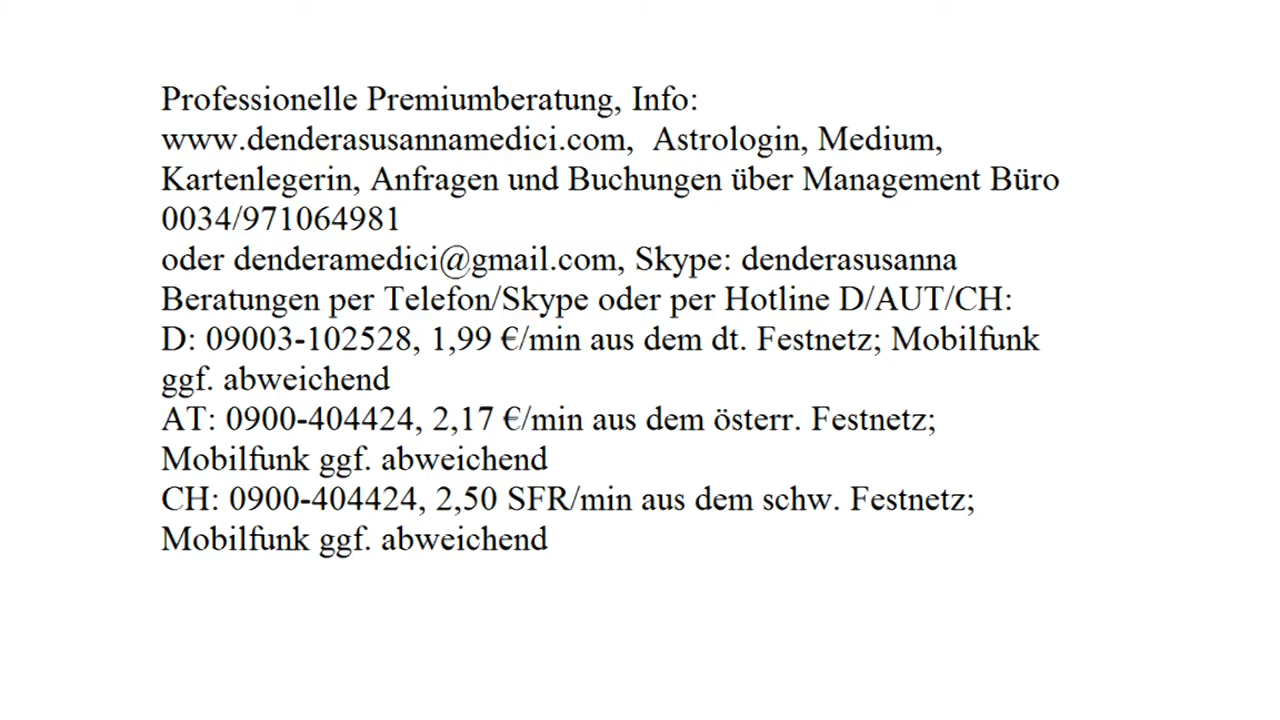 Professionelle Premiumberatung, Info:
www.denderasusannamedici.com,  Astrologin, Medium,
Kartenlegerin, Anfragen und Buchungen über Management Büro
0034/971064981
oder denderamedici@gmail.com, Skype: denderasusanna
Beratungen per Telefon/Skype oder per Hotline D/AUT/CH:
D: 09003-102528, 1,99 €/min aus dem dt. Festnetz; Mobilfunk
ggf. abweichend
AT: 0900-404424, 2,17 €/min aus dem österr. Festnetz;
Mobilfunk ggf. abweichend
CH: 0900-404424, 2,50 SFR/min aus dem schw. Festnetz;
Mobilfunk ggf. abweichend